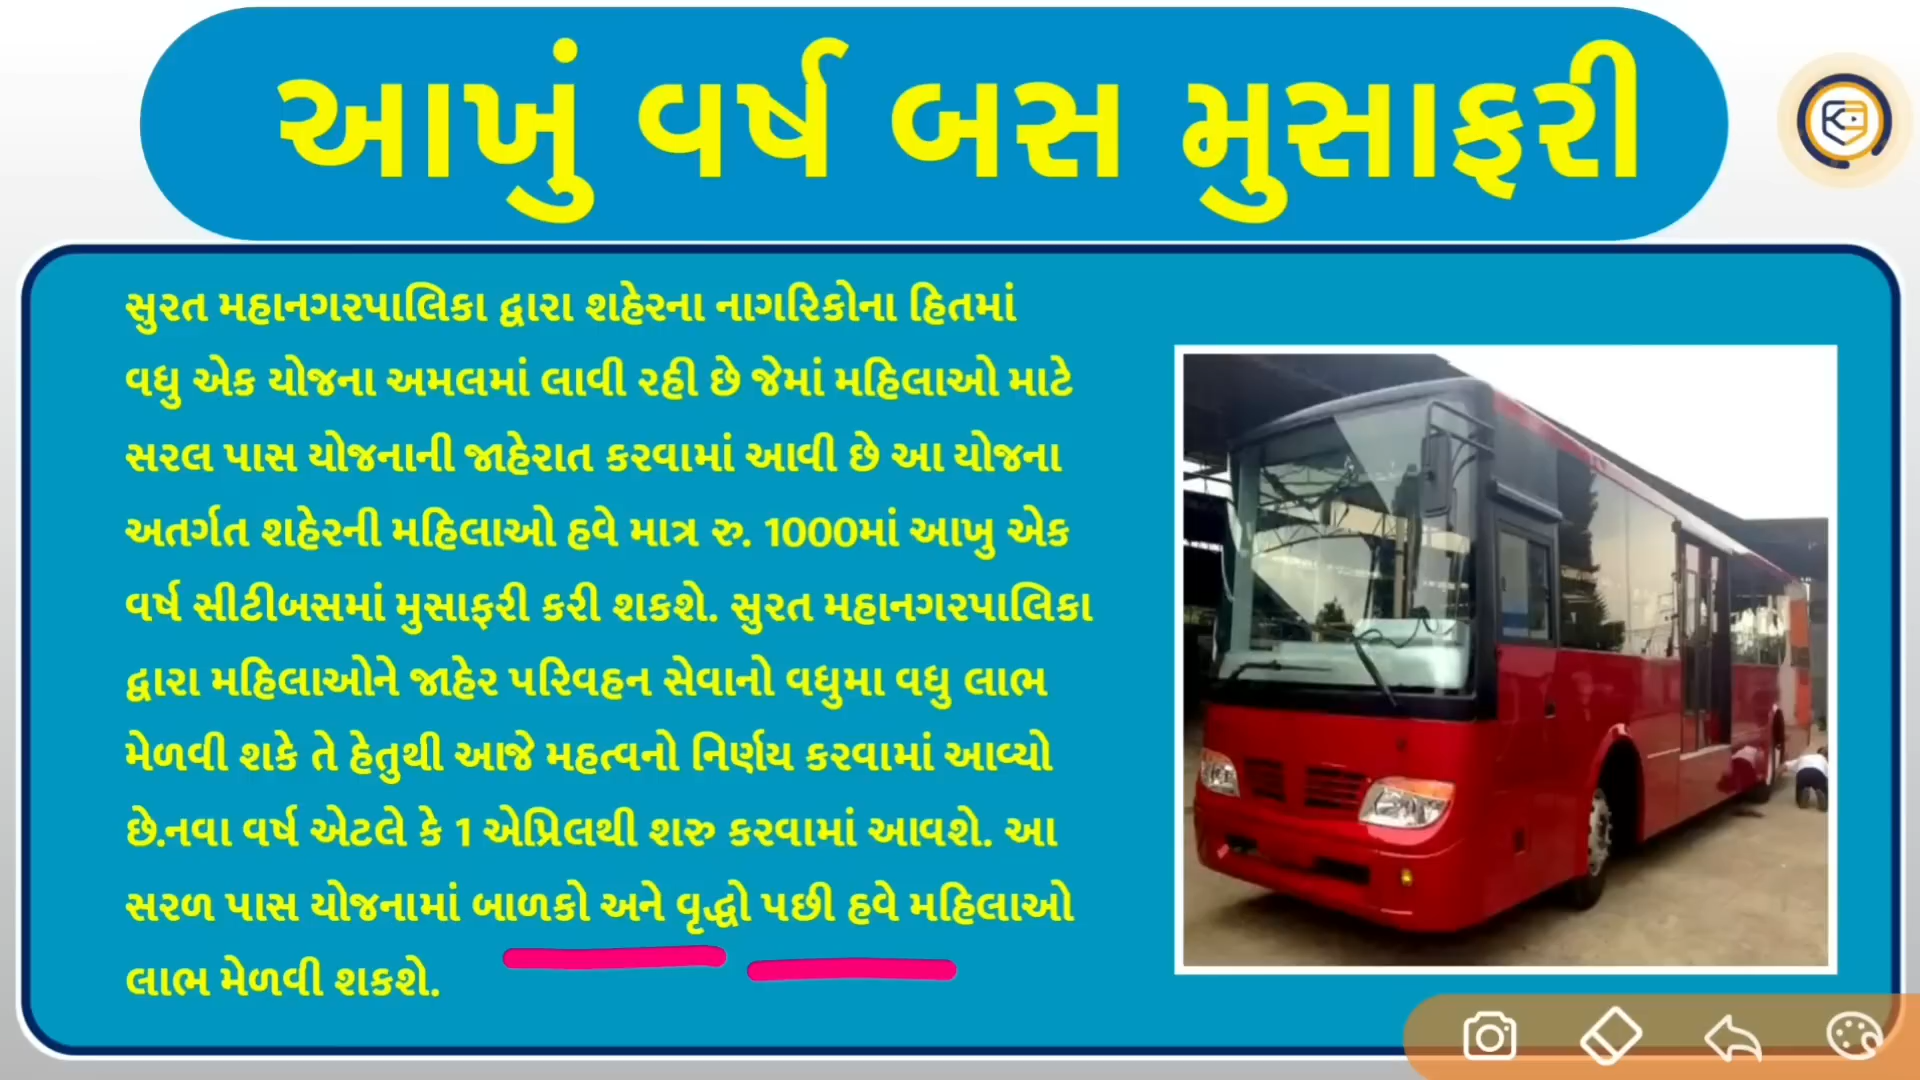 આખું વર્ષ બસ મુસાફરી
સુરત મહાનગરપાલિકા દ્વારા શહેરના નાગરિકોના હિતમાં
વધુ એક યોજના અમલમાં લાવી રહી છે જેમાં મહિલાઓ માટે
સરલ પાસ યોજનાની જાહેરાત કરવામાં આવી છે આ યોજના
અતર્ગત શહેરની મહિલાઓ હવે માત્ર રુ. 1000માં આખુ એક
વર્ષ સીટીબસમાં મુસાફરી કરી શકશે. સુરત મહાનગરપાલિકા
દ્વારા મહિલાઓને જાહેર પરિવહન સેવાનો વધુમા વધુ લાભ
મેળવી શકે તે હેતુથી આજે મહત્વનો નિર્ણય કરવામાં આવ્યો
છે.નવા વર્ષ એટલે કે 1 એપ્રિલથી શરુ કરવામાં આવશે. આ
સરળ પાસ યોજનામાં બાળકો અને વૃદ્ધો પછી હવે મહિલાઓ
લાભ મેળવી શકશે.